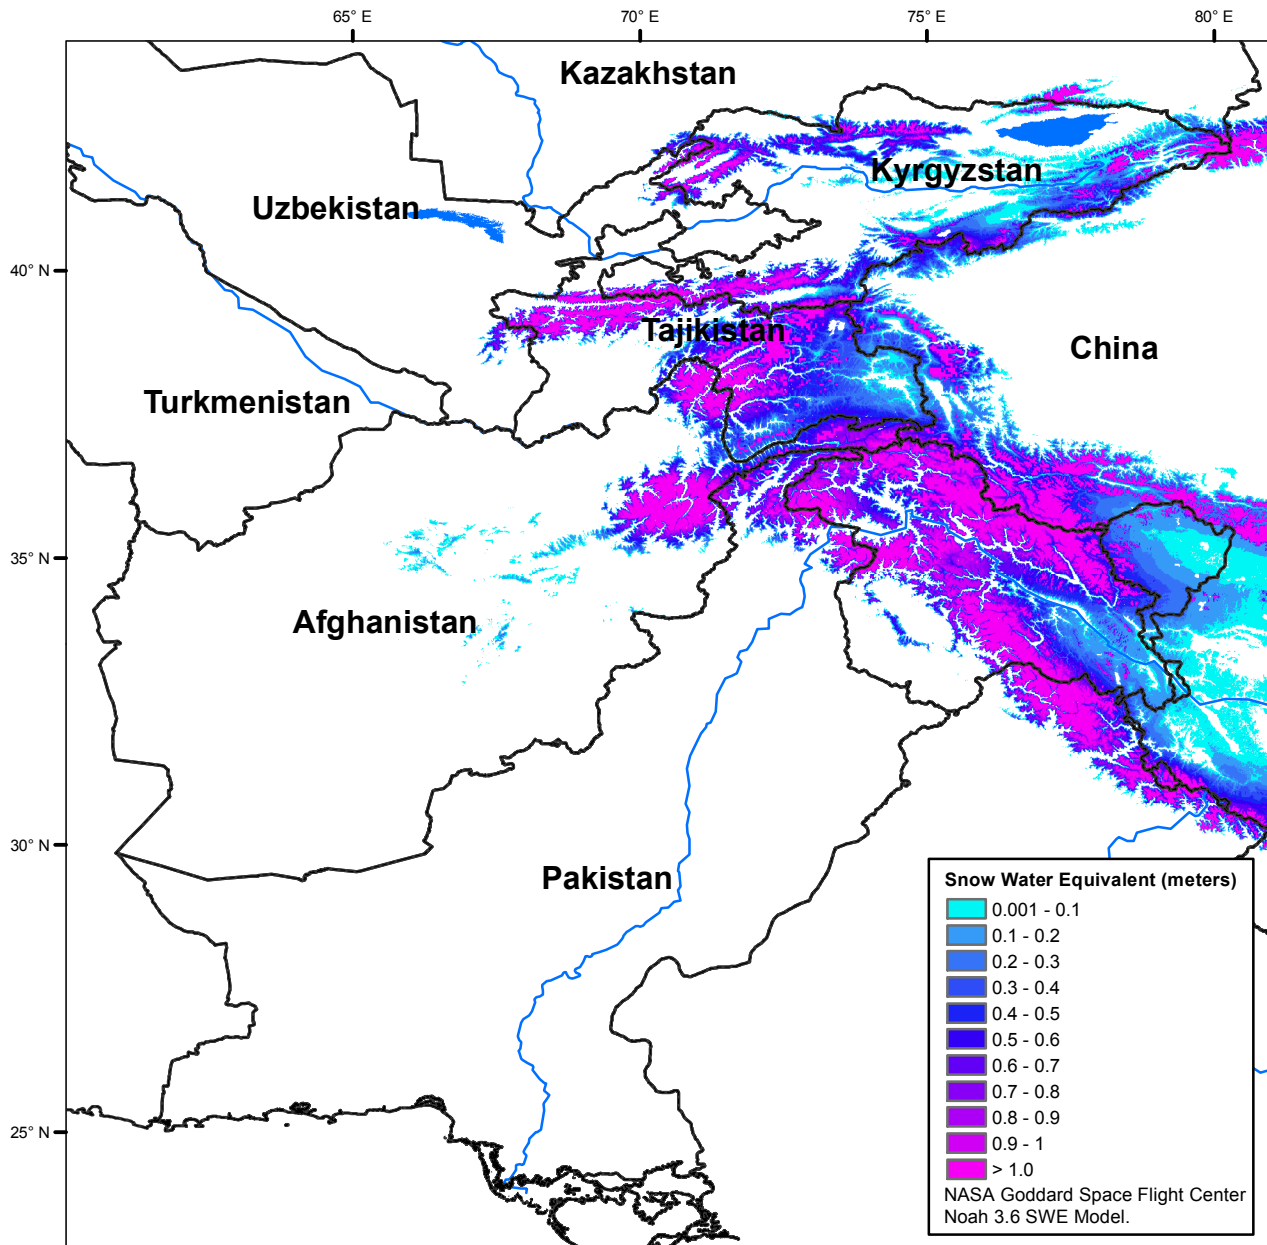 65° E
70° E
75° E
80° E
Kazakhstan
Kyrgyzstan
Uzbekistan
40° N
Tajikistan
China
Turkmenistan
35° N
Afghanistan
30° N
Pakistan
25° N
Snow Water Equivalent (meters)
0.001 - 0.1
0.1 - 0.2
0.2 - 0.3
0.3 - 0.4
0.4 - 0.5
0.5 - 0.6
0.6 - 0.7
0.7 - 0.8
0.8 - 0.9
0.9 - 1
> 1.0
NASA Goddard Space Flight Center
Noah 3.6 SWE Model.